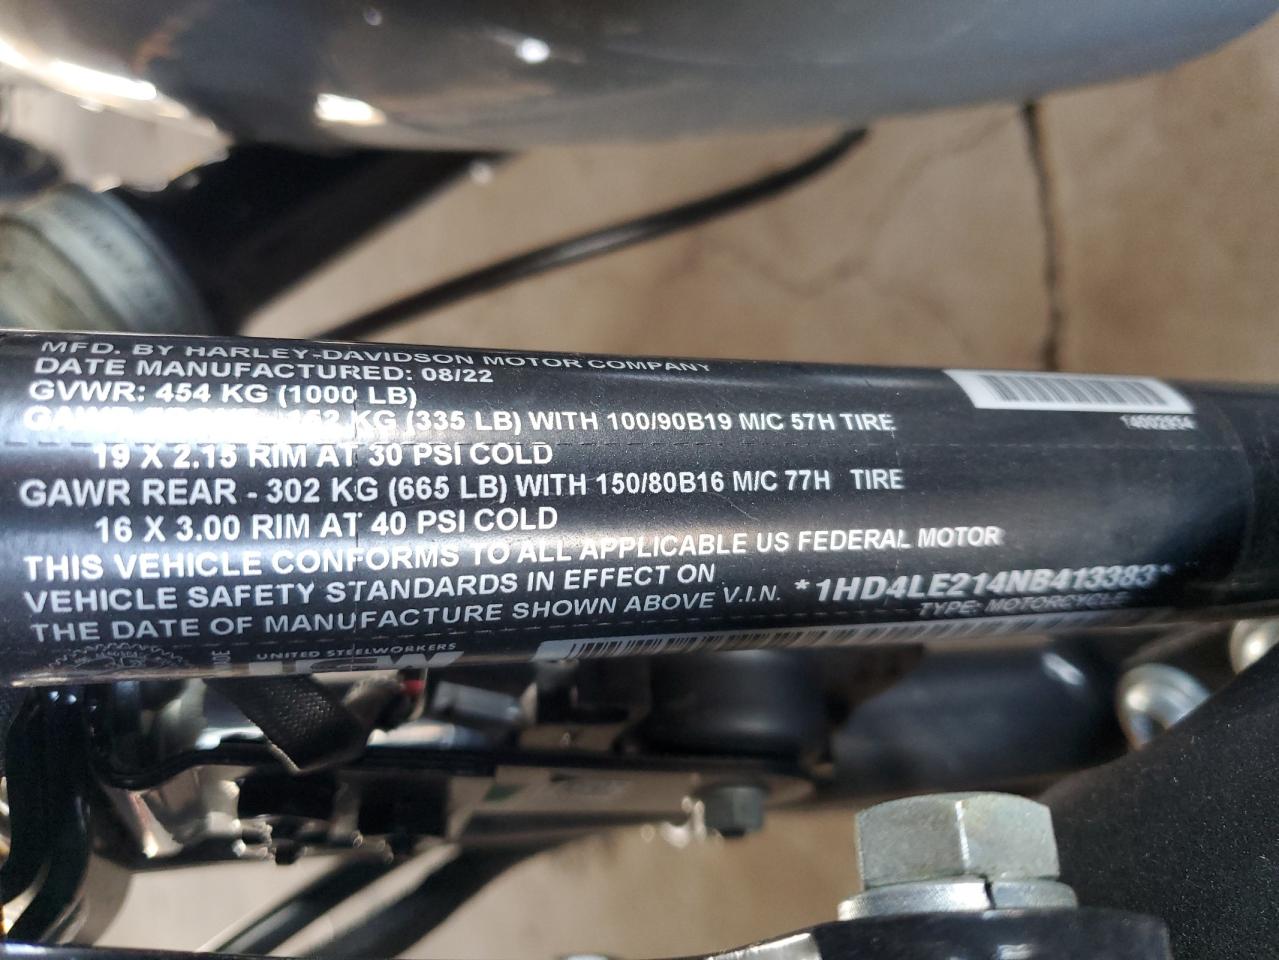 MFD. BY HARLEY-DAVIDSON MOTOR COMPANY
DATE MANUFACTURED: 08/22
GVWR: 454 KG (1000 LB)
GAWR FRONT - 152 KG (335 LB) WITH 100/90B19 M/C 57H TIRE
19 X 2.15 RIM AT 30 PSI COLD
GAWR REAR - 302 KG (665 LB) WITH 150/80B16 M/C 77H TIRE
16 X 3.00 RIM AT 40 PSI COLD
THIS VEHICLE CONFORMS TO ALL APPLICABLE US FEDERAL MOTOR
VEHICLE SAFETY STANDARDS IN EFFECT ON
THE DATE OF MANUFACTURE SHOWN ABOVE V.I.N. *1HD4LE214NB413383*
TYPE: MOTORCYCLE
UNITED STEELWORKERS